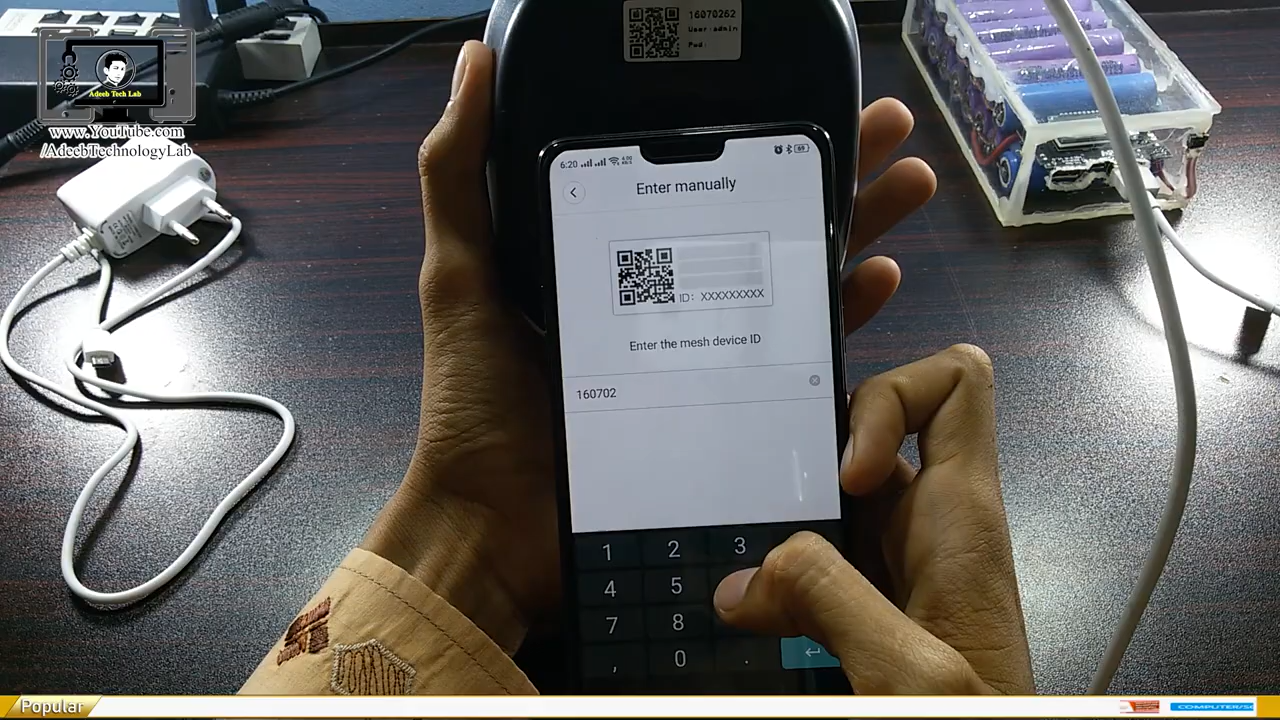 16070262
User:admin
Pwd:
Adeeb Tech Lab
www.YouTube.com
/AdeebTechnologyLab
6:20
69
Enter manually
ID: XXXXXXXXX
Enter the mesh device ID
160702
1 2 3
4 5
7 8
, 0 .
Popular